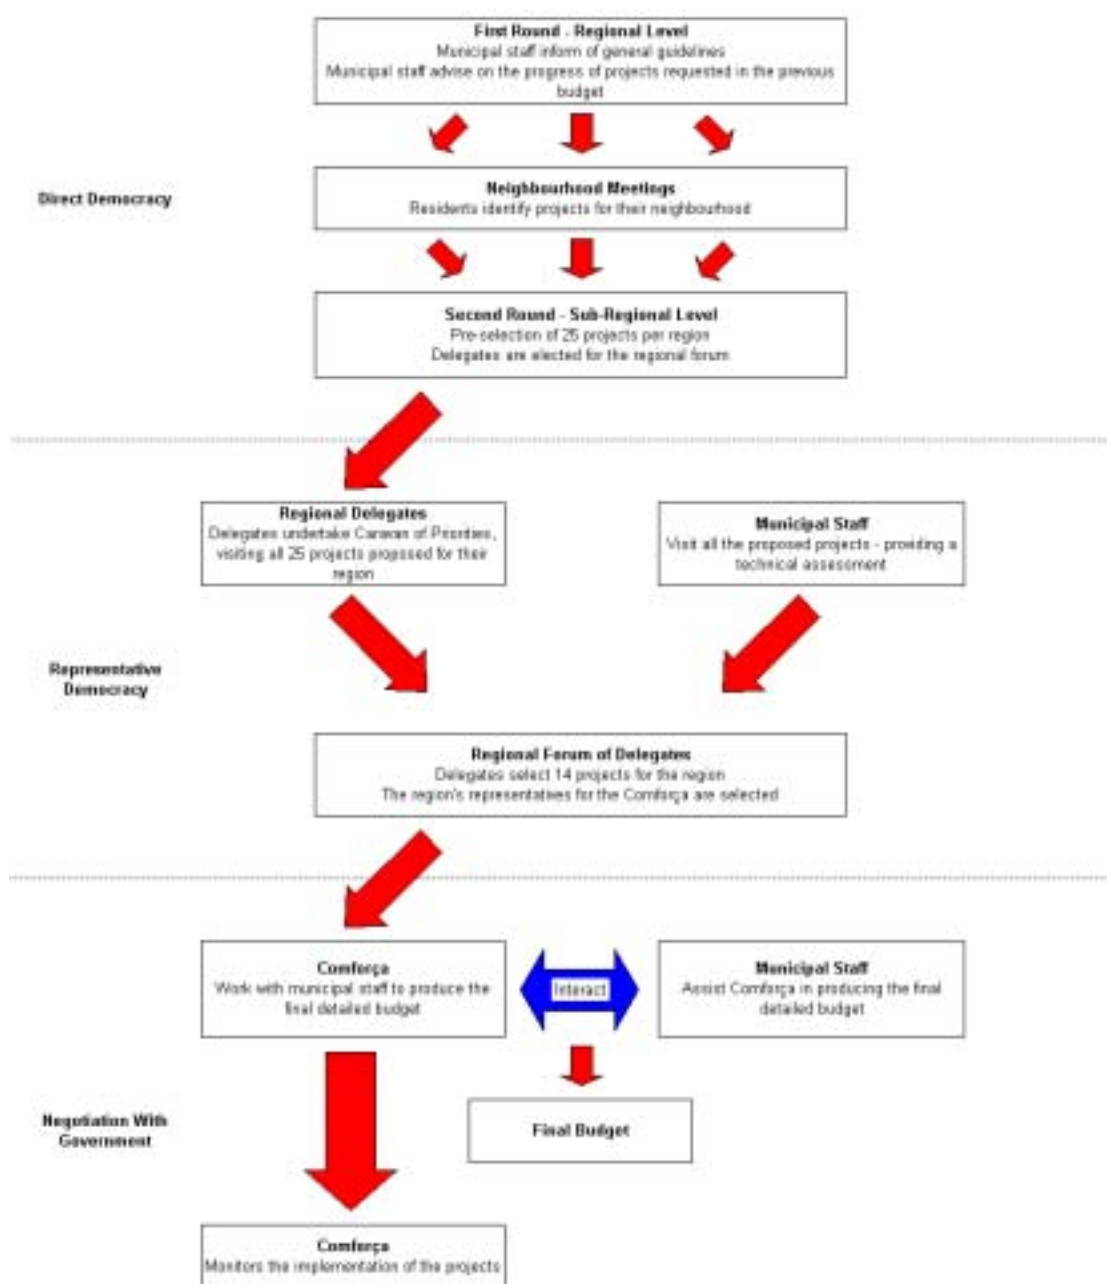 First Round - Regional Level
Municipal staff inform of general guidelines
Municipal staff advise on the progress of projects requested in the previous
budget
Direct Democracy
Neighbourhood Meetings
Residents identify projects for their neighbourhood
Second Round - Sub-Regional Level
Pre-selection of 25 projects per region
Delegates are elected for the regional forum
Regional Delegates
Delegates undertake Caravan of Priorities,
visiting all 25 projects proposed for their
region
Municipal Staff
Visit all the proposed projects - providing a
technical assessment
Representative
Democracy
Regional Forum of Delegates
Delegates select 14 projects for the region
The region's representatives for the Comforça are selected
Comforça
Work with municipal staff to produce the
final detailed budget
Interact
Municipal Staff
Assist Comforça in producing the final
detailed budget
Negotiation With
Government
Final Budget
Comforça
Monitors the implementation of the projects